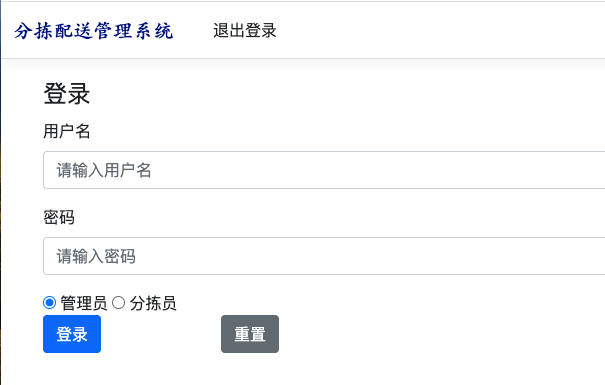 分拣配送管理系统 退出登录
登录
用户名
请输入用户名
密码
请输入密码
管理员 分拣员
登录 重置